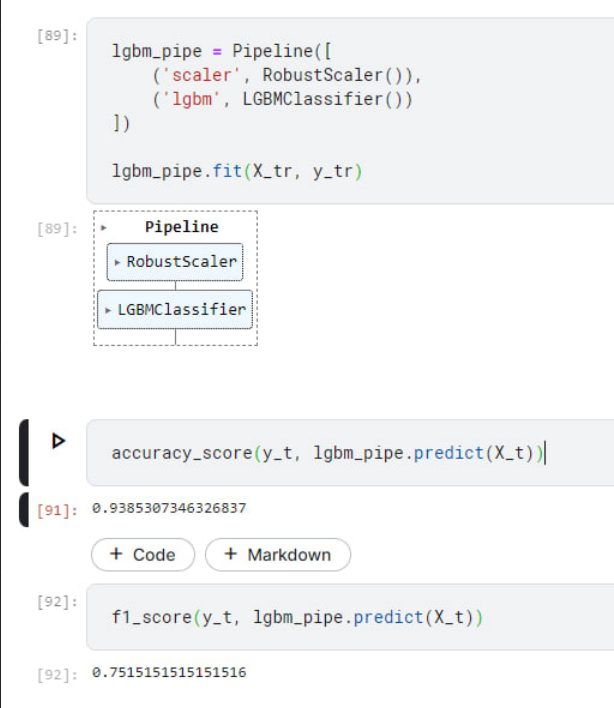 [89]:
lgbm_pipe = Pipeline([
    ('scaler', RobustScaler()),
    ('lgbm', LGBMClassifier())
])

lgbm_pipe.fit(X_tr, y_tr)
[89]:
Pipeline
RobustScaler
LGBMClassifier
accuracy_score(y_t, lgbm_pipe.predict(X_t))
[91]: 0.9385307346326837
+ Code + Markdown
[92]:
f1_score(y_t, lgbm_pipe.predict(X_t))
[92]: 0.7515151515151516